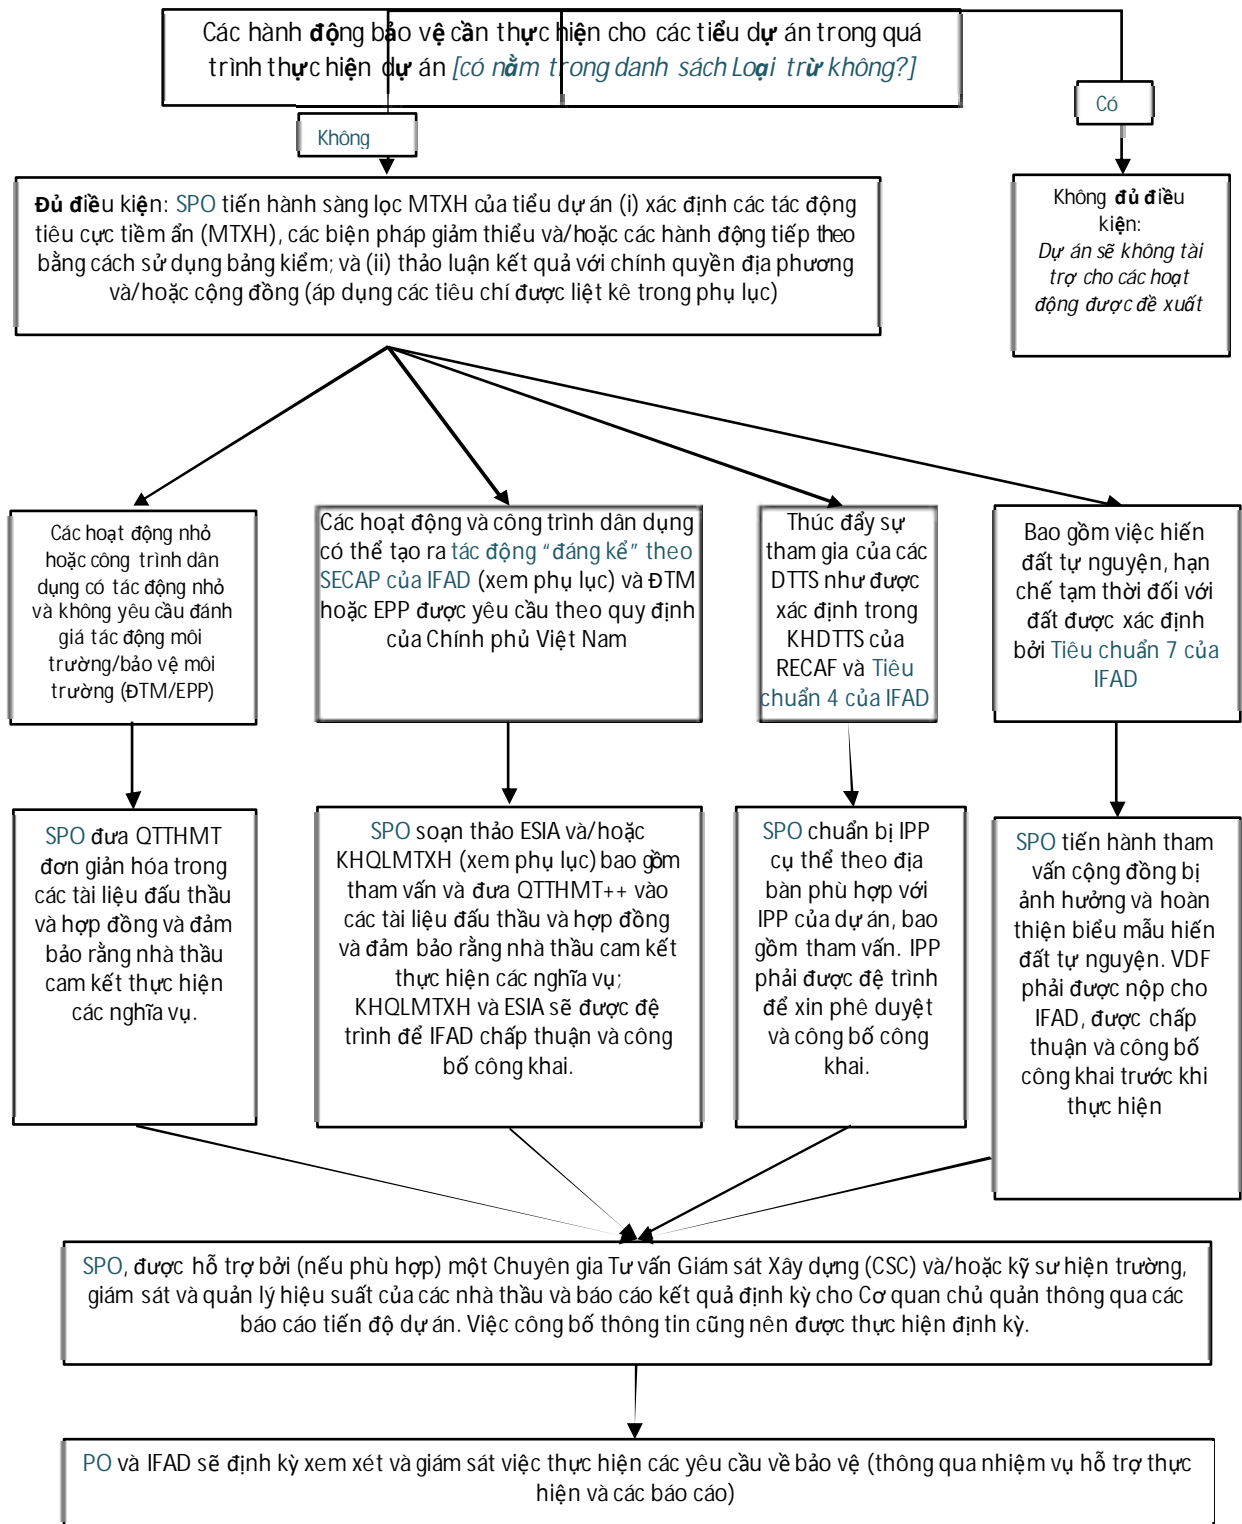 Các hành động bảo vệ cần thực hiện cho các tiểu dự án trong quá
trình thực hiện dự án [có nằm trong danh sách Loại trừ không?]
Không
Có
Đủ điều kiện: SPO tiến hành sàng lọc MTXH của tiểu dự án (i) xác định các tác động
tiêu cực tiềm ẩn (MTXH), các biện pháp giảm thiểu và/hoặc các hành động tiếp theo
bằng cách sử dụng bảng kiểm; và (ii) thảo luận kết quả với chính quyền địa phương
và/hoặc cộng đồng (áp dụng các tiêu chí được liệt kê trong phụ lục)
Không đủ điều
kiện:
Dự án sẽ không tài
trợ cho các hoạt
động được đề xuất
Các hoạt động nhỏ
hoặc công trình dân
dụng có tác động nhỏ
và không yêu cầu đánh
giá tác động môi
trường/bảo vệ môi
trường (ĐTM/EPP)
Các hoạt động và công trình dân dụng
có thể tạo ra tác động “đáng kể” theo
SECAP của IFAD (xem phụ lục) và ĐTM
hoặc EPP được yêu cầu theo quy định
của Chính phủ Việt Nam
Thúc đẩy sự
tham gia của các
DTTS như được
xác định trong
KHDTTS của
RECAF và Tiêu
chuẩn 4 của IFAD
Bao gồm việc hiến
đất tự nguyện, hạn
chế tạm thời đối với
đất được xác định
bởi Tiêu chuẩn 7 của
IFAD
SPO đưa QTTHMT
đơn giản hóa trong
các tài liệu đấu thầu
và hợp đồng và đảm
bảo rằng nhà thầu
cam kết thực hiện
các nghĩa vụ.
SPO soạn thảo ESIA và/hoặc
KHQLMTXH (xem phụ lục) bao gồm
tham vấn và đưa QTTHMT++ vào
các tài liệu đấu thầu và hợp đồng
và đảm bảo rằng nhà thầu cam kết
thực hiện các nghĩa vụ;
KHQLMTXH và ESIA sẽ được đệ
trình để IFAD chấp thuận và công
bố công khai.
SPO chuẩn bị IPP
cụ thể theo địa
bàn phù hợp với
IPP của dự án, bao
gồm tham vấn. IPP
phải được đệ trình
để xin phê duyệt
và công bố công
khai.
SPO tiến hành tham
vấn cộng đồng bị
ảnh hưởng và hoàn
thiện biểu mẫu hiến
đất tự nguyện. VDF
phải được nộp cho
IFAD, được chấp
thuận và công bố
công khai trước khi
thực hiện
SPO, được hỗ trợ bởi (nếu phù hợp) một Chuyên gia Tư vấn Giám sát Xây dựng (CSC) và/hoặc kỹ sư hiện trường,
giám sát và quản lý hiệu suất của các nhà thầu và báo cáo kết quả định kỳ cho Cơ quan chủ quản thông qua các
báo cáo tiến độ dự án. Việc công bố thông tin cũng nên được thực hiện định kỳ.
PO và IFAD sẽ định kỳ xem xét và giám sát việc thực hiện các yêu cầu về bảo vệ (thông qua nhiệm vụ hỗ trợ thực
hiện và các báo cáo)